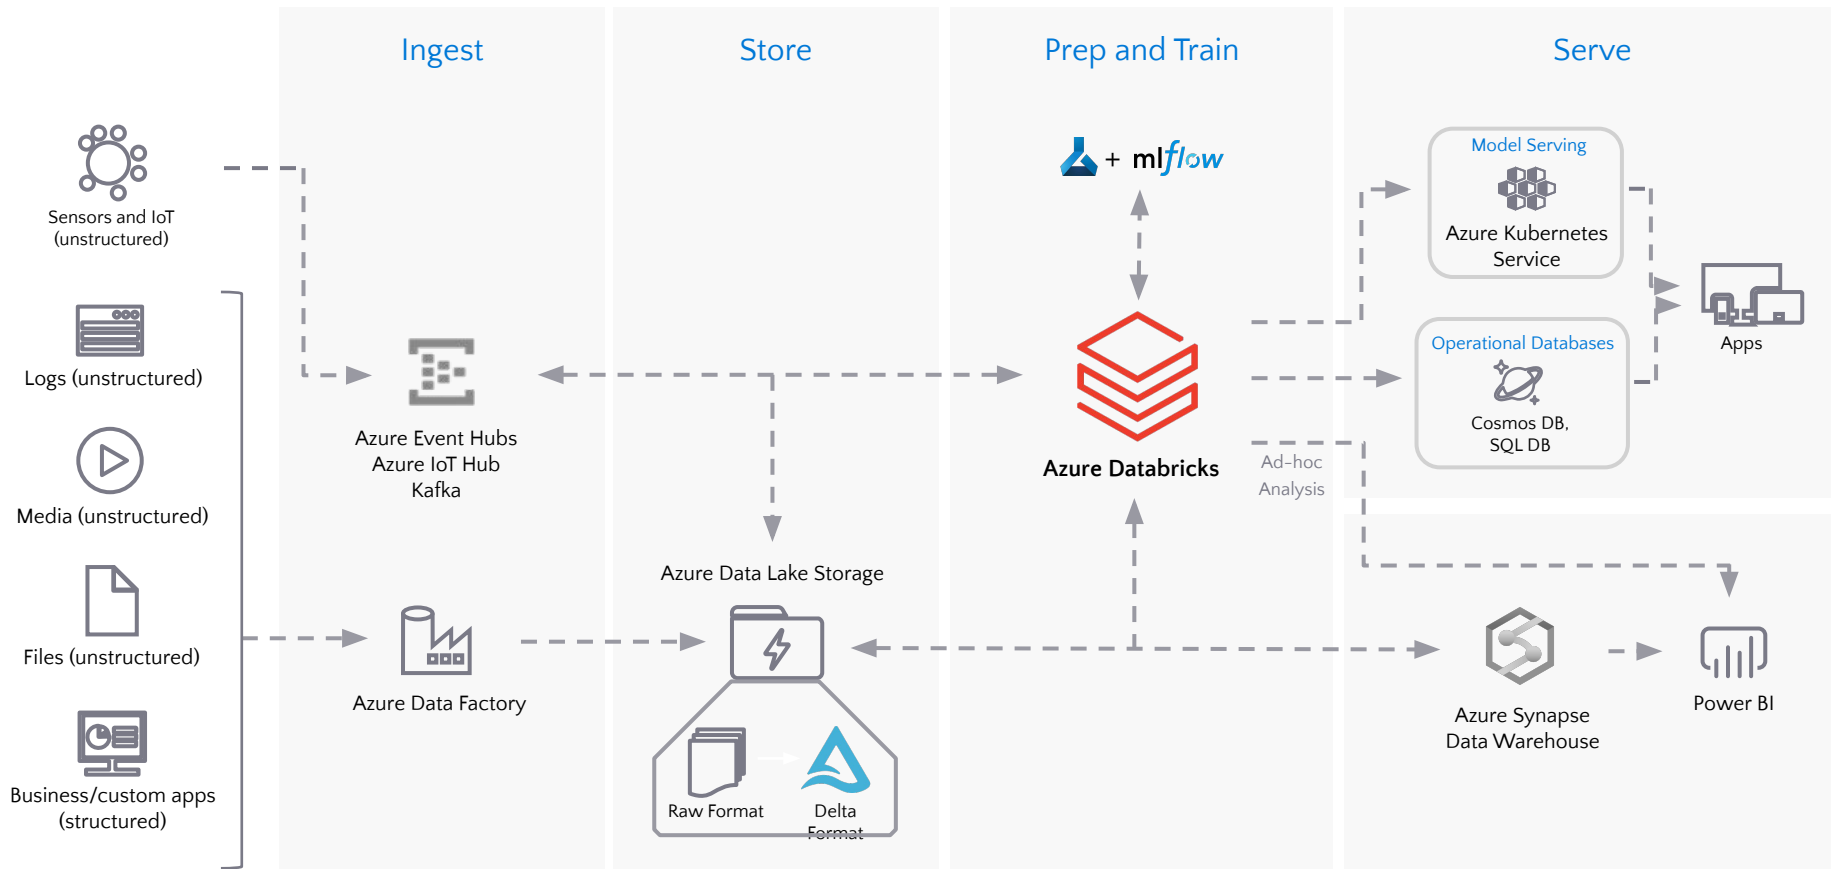 Ingest
Store
Prep and Train
Serve
Sensors and IoT
(unstructured)
Logs (unstructured)
Media (unstructured)
Files (unstructured)
Business/custom apps
(structured)
Azure Event Hubs
Azure IoT Hub
Kafka
Azure Data Factory
Azure Data Lake Storage
Raw Format
Delta
Format
+ mlflow
Azure Databricks
Ad-hoc
Analysis
Model Serving
Azure Kubernetes
Service
Operational Databases
Cosmos DB,
SQL DB
Apps
Azure Synapse
Data Warehouse
Power BI